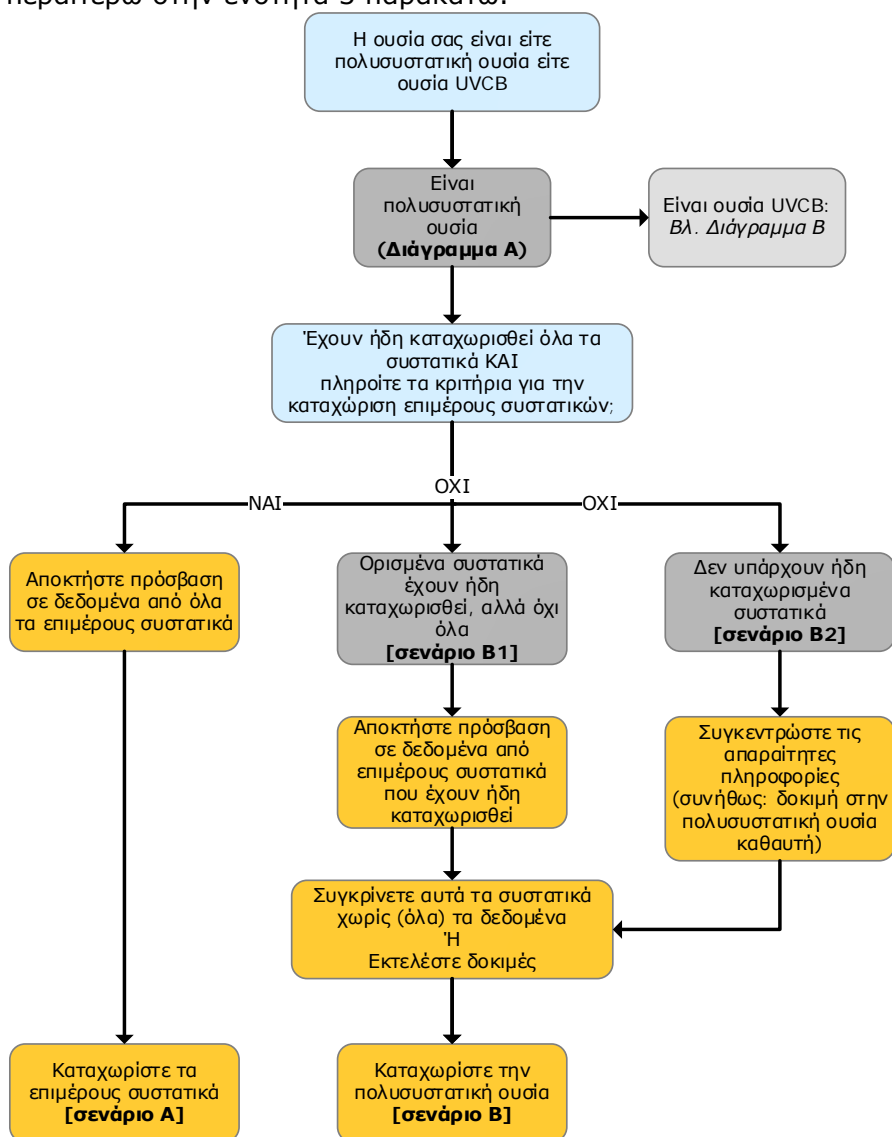 περαιτέρω στην ενότητα 3 παρακάτω.
Η ουσία σας είναι είτε
πολυσυστατική ουσία είτε
ουσία UVCB
Είναι
πολυσυστατική
ουσία
(Διάγραμμα Α)
Είναι ουσία UVCB:
Βλ. Διάγραμμα Β
Έχουν ήδη καταχωρισθεί όλα τα
συστατικά ΚΑΙ
πληροίτε τα κριτήρια για την
καταχώριση επιμέρους συστατικών;
ΝΑΙ
ΟΧΙ
ΟΧΙ
Αποκτήστε πρόσβαση
σε δεδομένα από όλα
τα επιμέρους συστατικά
Ορισμένα συστατικά
έχουν ήδη
καταχωρισθεί, αλλά όχι
όλα
[σενάριο Β1]
Δεν υπάρχουν ήδη
καταχωρισμένα
συστατικά
[σενάριο Β2]
Αποκτήστε πρόσβαση
σε δεδομένα από
επιμέρους συστατικά
που έχουν ήδη
καταχωρισθεί
Συγκεντρώστε τις
απαραίτητες
πληροφορίες
(συνήθως: δοκιμή στην
πολυσυστατική ουσία
καθαυτή)
Συγκρίνετε αυτά τα συστατικά
χωρίς (όλα) τα δεδομένα
Ή
Εκτελέστε δοκιμές
Καταχωρίστε τα
επιμέρους συστατικά
[σενάριο Α]
Καταχωρίστε την
πολυσυστατική ουσία
[σενάριο Β]